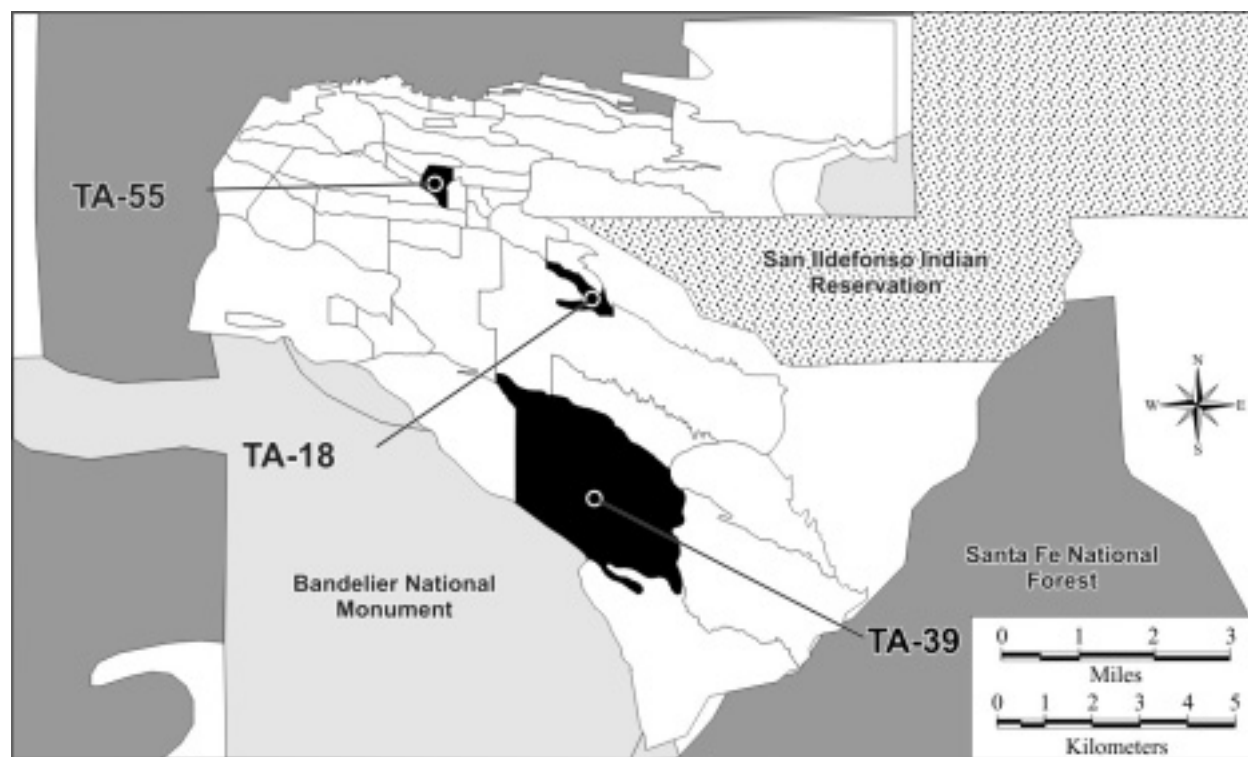 TA-55
San Ildefonso Indian
Reservation
N
W
E
S
TA-18
Santa Fe National
Forest
Bandelier National
Monument
TA-39
0 1 2 3
Miles
0 1 2 3 4 5
Kilometers